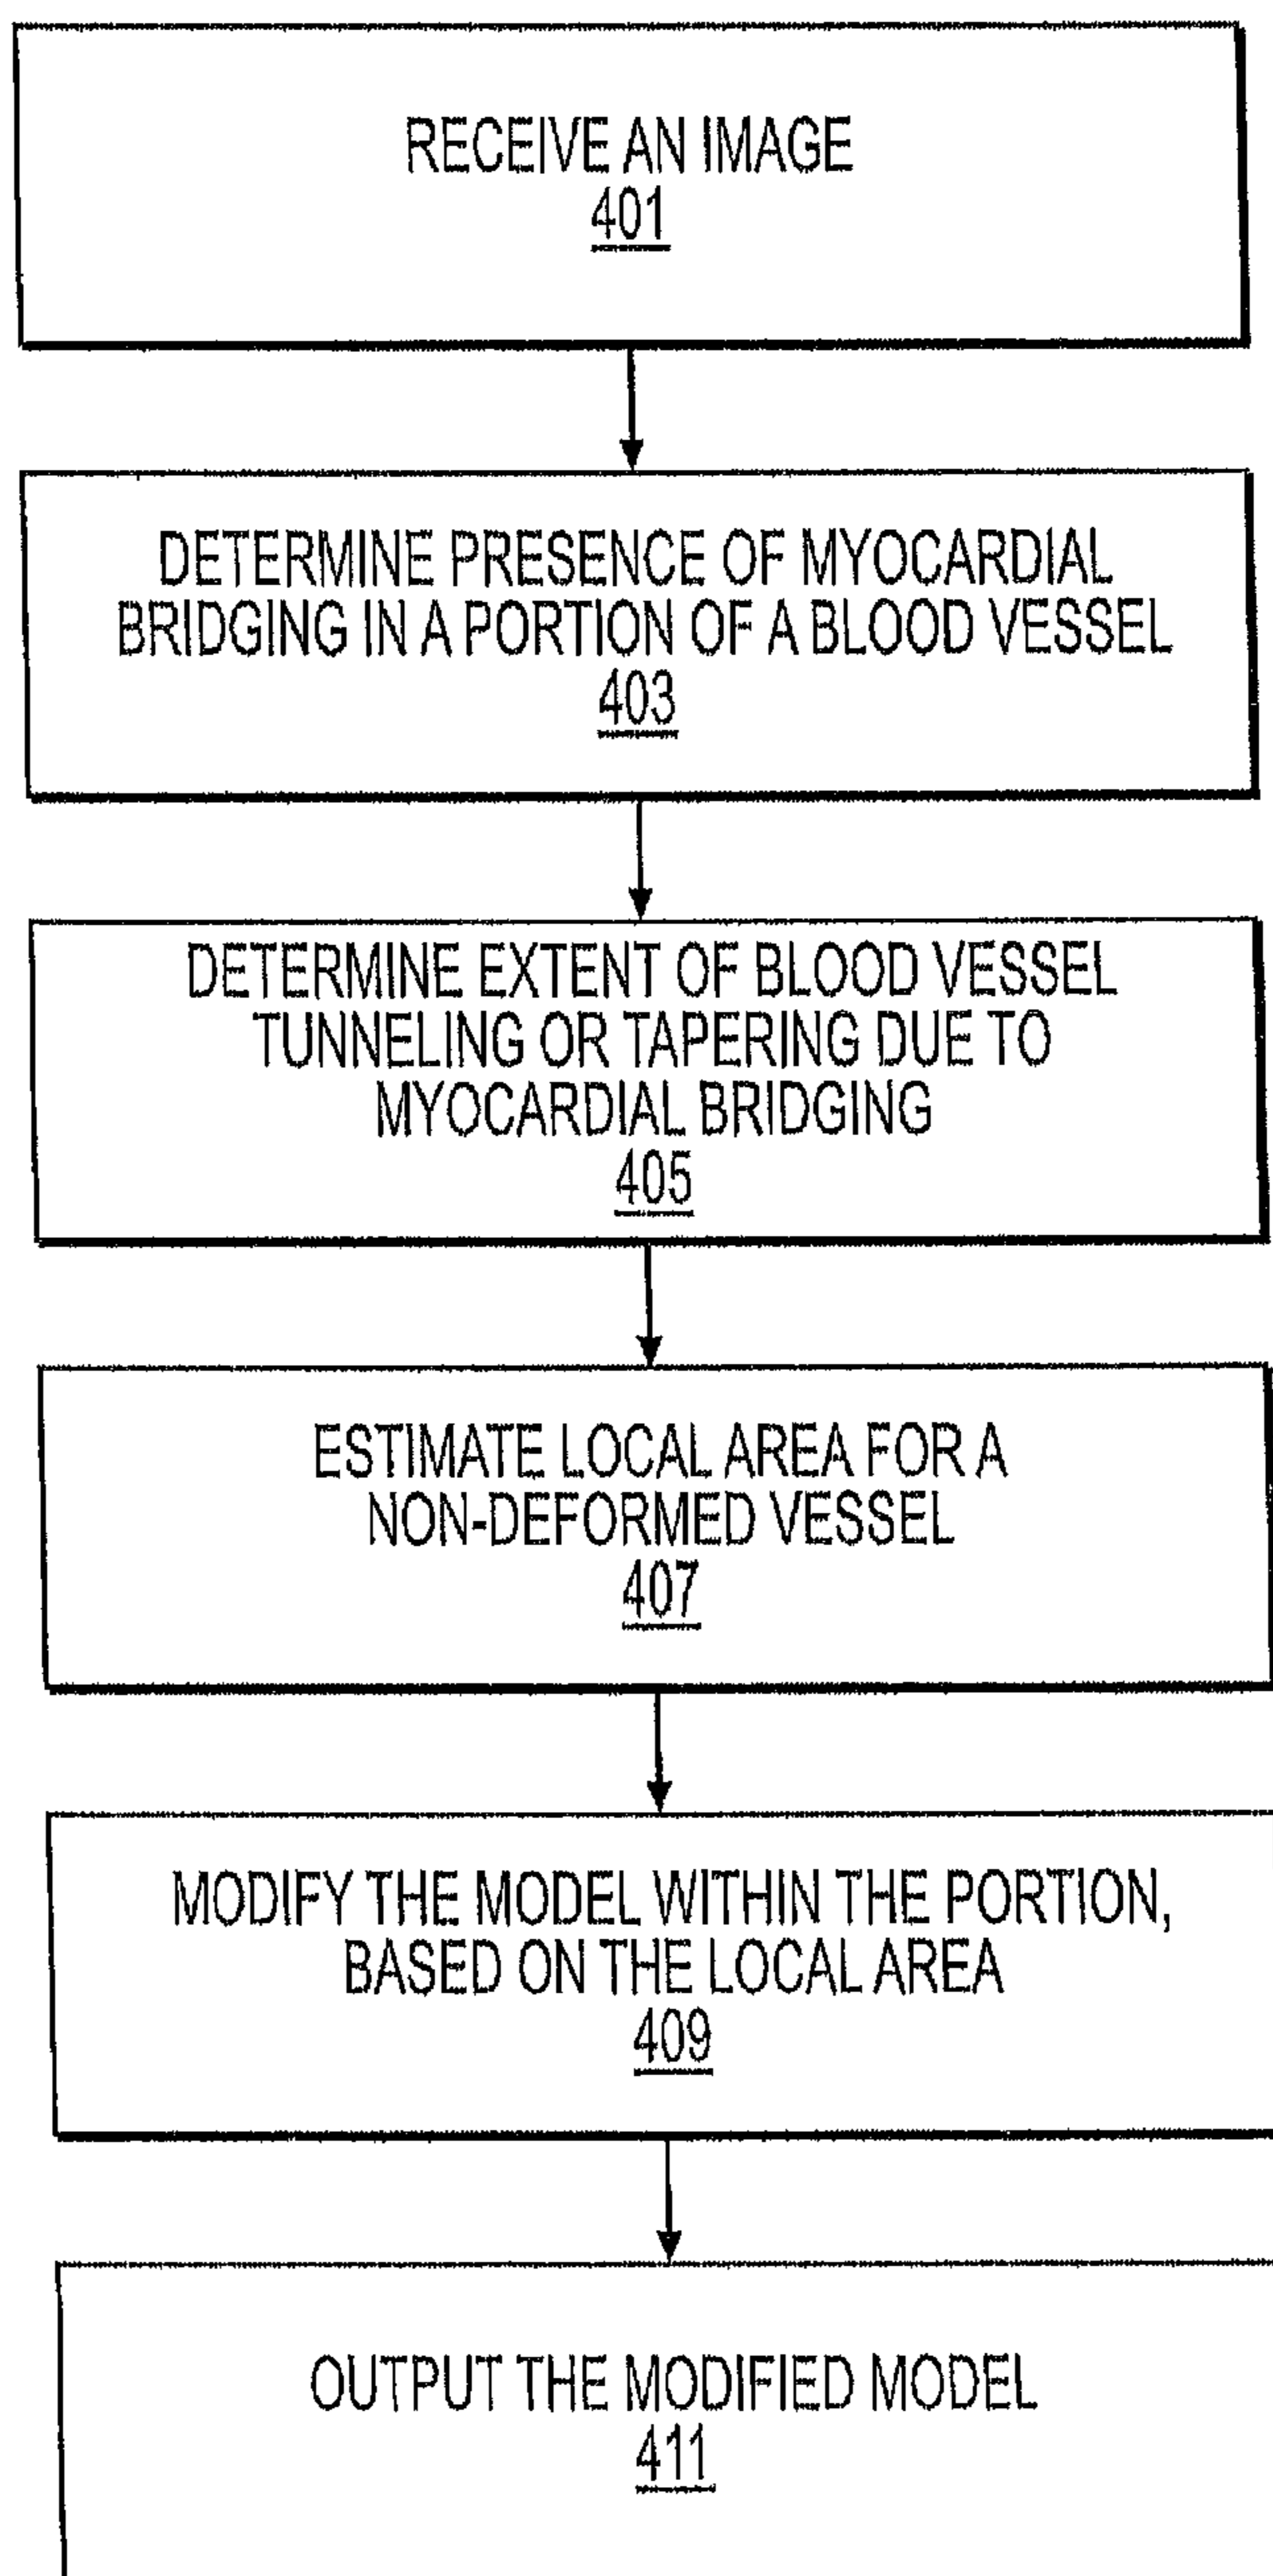 RECEIVE AN IMAGE
401
DETERMINE PRESENCE OF MYOCARDIAL
BRIDGING IN A PORTION OF A BLOOD VESSEL
403
DETERMINE EXTENT OF BLOOD VESSEL
TUNNELING OR TAPERING DUE TO
MYOCARDIAL BRIDGING
405
ESTIMATE LOCAL AREA FOR A
NON-DEFORMED VESSEL
407
MODIFY THE MODEL WITHIN THE PORTION,
BASED ON THE LOCAL AREA
409
OUTPUT THE MODIFIED MODEL
411